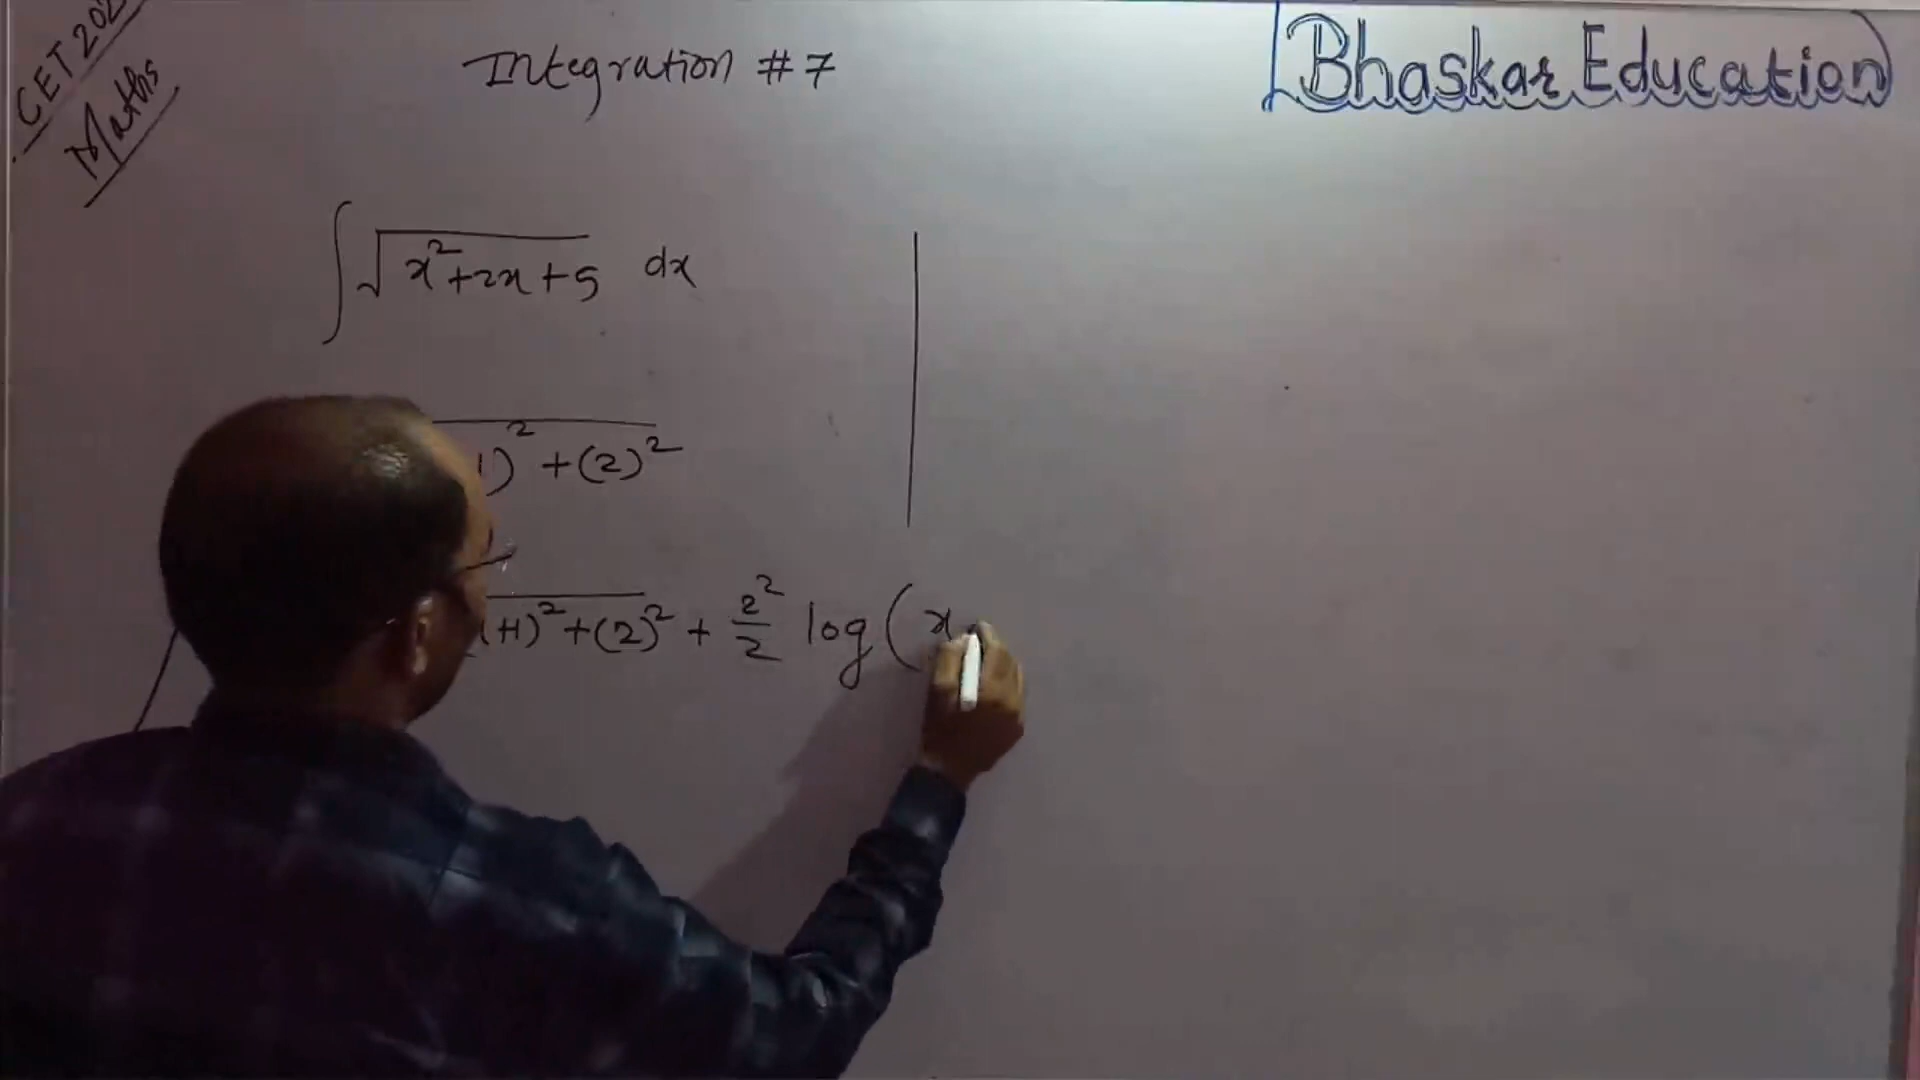 CET 202
Maths
Integration #7
Bhaskar Education
∫√(x²+2x+5) dx
1)² + (2)²
+1)² + (2)² + 2²/2 log (x